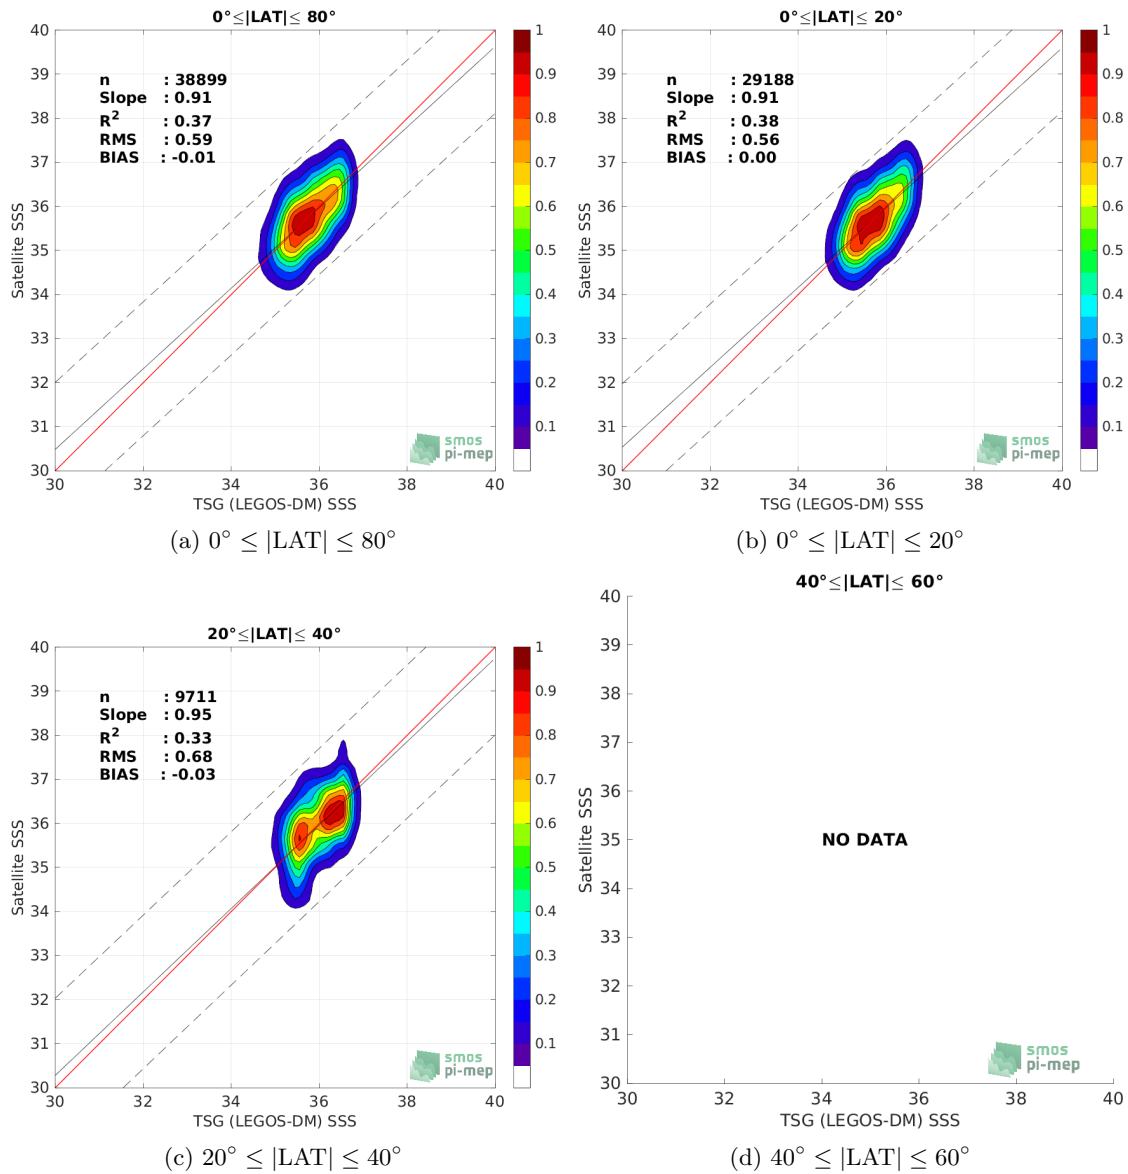 0°≤|LAT|≤ 80°
40
39
38
37
36
35
34
33
32
31
30
Satellite SSS
n : 38899
Slope : 0.91
R² : 0.37
RMS : 0.59
BIAS : -0.01
smos
pi-mep
30 32 34 36 38 40
TSG (LEGOS-DM) SSS
1
0.9
0.8
0.7
0.6
0.5
0.4
0.3
0.2
0.1
(a) 0° ≤ |LAT| ≤ 80°
0°≤|LAT|≤ 20°
40
39
38
37
36
35
34
33
32
31
30
Satellite SSS
n : 29188
Slope : 0.91
R² : 0.38
RMS : 0.56
BIAS : 0.00
smos
pi-mep
30 32 34 36 38 40
TSG (LEGOS-DM) SSS
1
0.9
0.8
0.7
0.6
0.5
0.4
0.3
0.2
0.1
(b) 0° ≤ |LAT| ≤ 20°
20°≤|LAT|≤ 40°
40
39
38
37
36
35
34
33
32
31
30
Satellite SSS
n : 9711
Slope : 0.95
R² : 0.33
RMS : 0.68
BIAS : -0.03
smos
pi-mep
30 32 34 36 38 40
TSG (LEGOS-DM) SSS
1
0.9
0.8
0.7
0.6
0.5
0.4
0.3
0.2
0.1
(c) 20° ≤ |LAT| ≤ 40°
40°≤|LAT|≤ 60°
40
39
38
37
36
35
34
33
32
31
30
Satellite SSS
NO DATA
smos
pi-mep
30 32 34 36 38 40
TSG (LEGOS-DM) SSS
(d) 40° ≤ |LAT| ≤ 60°